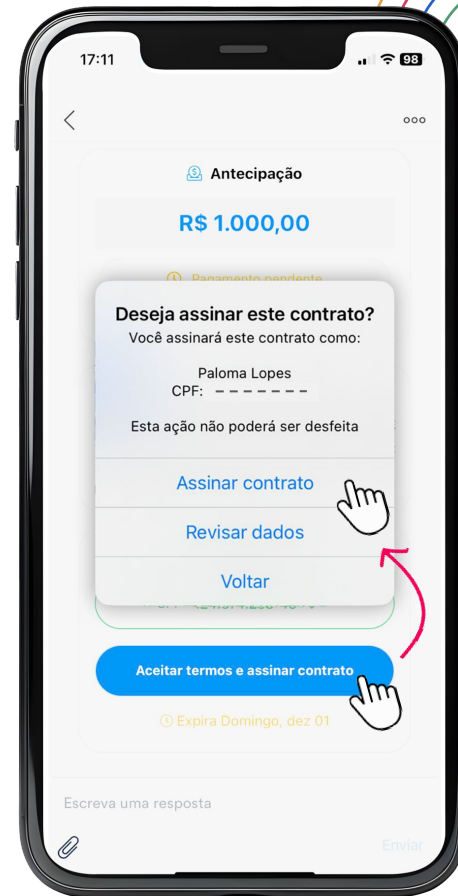 17:11
98
Antecipação
R$ 1.000,00
Pagamento pendente
Deseja assinar este contrato?
Você assinará este contrato como:
Paloma Lopes
CPF: – – – – – – –
Esta ação não poderá ser desfeita
Assinar contrato
Revisar dados
Voltar
Aceitar termos e assinar contrato
Expira Domingo, dez 01
Escreva uma resposta
Enviar